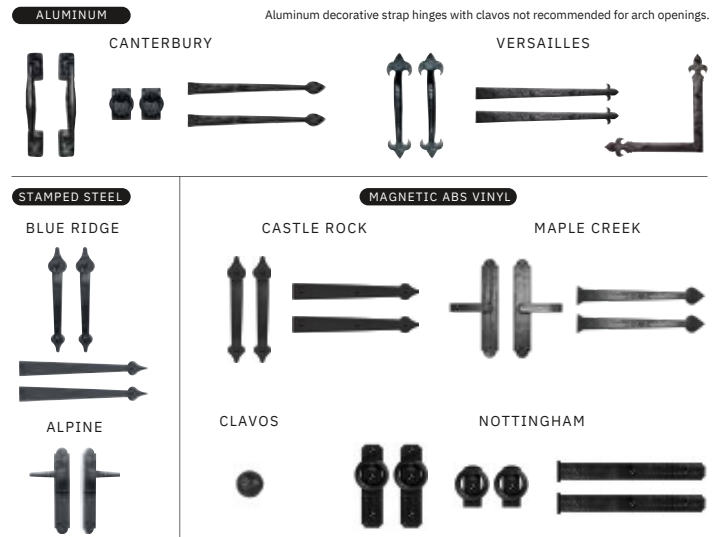 ALUMINUM
Aluminum decorative strap hinges with clavos not recommended for arch openings.
CANTERBURY
VERSAILLES
STAMPED STEEL
BLUE RIDGE
ALPINE
MAGNETIC ABS VINYL
CASTLE ROCK
MAPLE CREEK
CLAVOS
NOTTINGHAM